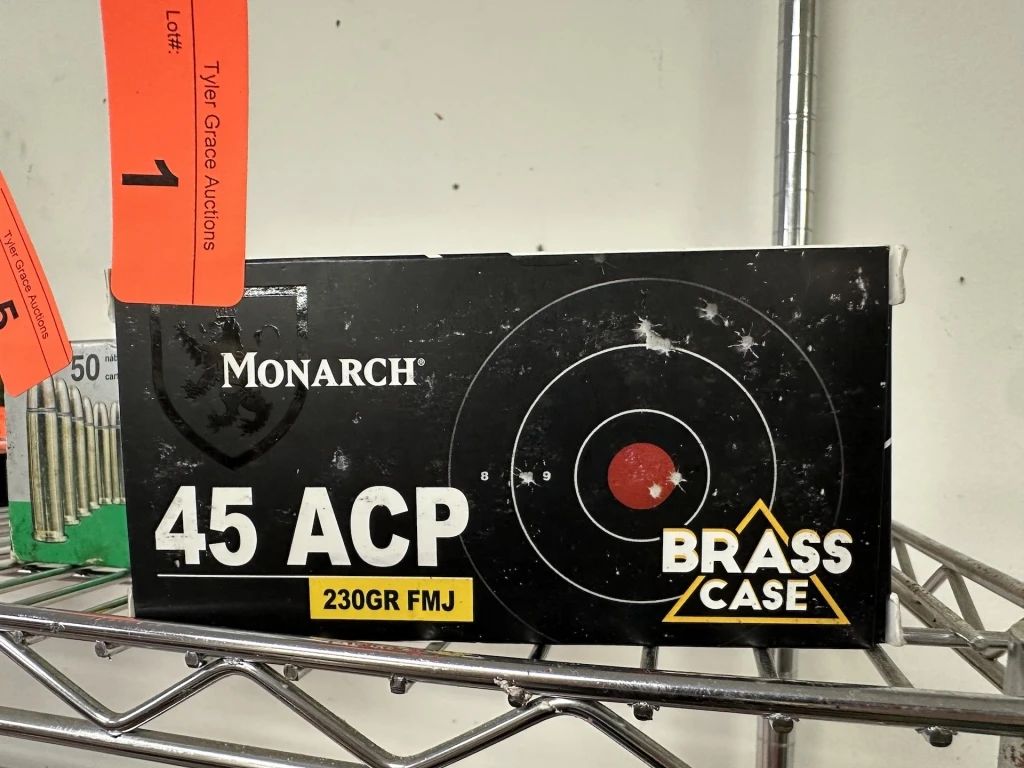 Tyler Grace Auctions
Lot#:
1
Tyler Grace Auctions
5
50
MONARCH®
8 9
45 ACP
230GR FMJ
BRASS
CASE